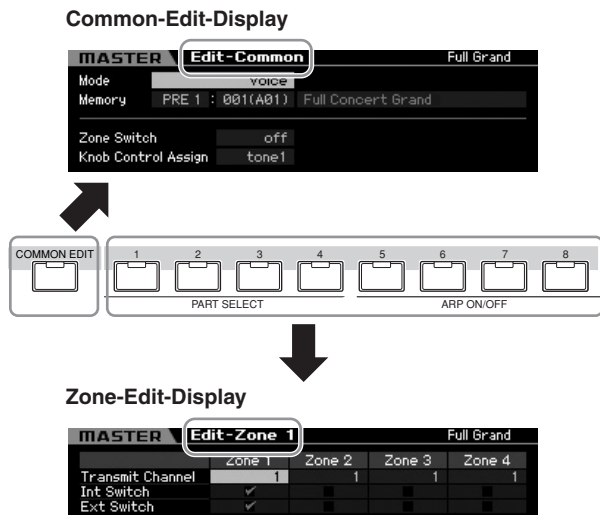 Common-Edit-Display
MASTER Edit-Common Full Grand
Mode Voice
Memory PRE 1 : 001(A01) Full Concert Grand
Zone Switch off
Knob Control Assign tone1
COMMON EDIT 1 2 3 4 5 6 7 8
PART SELECT ARP ON/OFF
Zone-Edit-Display
MASTER Edit-Zone 1 Full Grand
Zone 1 Zone 2 Zone 3 Zone 4
Transmit Channel 1 1 1 1
Int Switch
Ext Switch